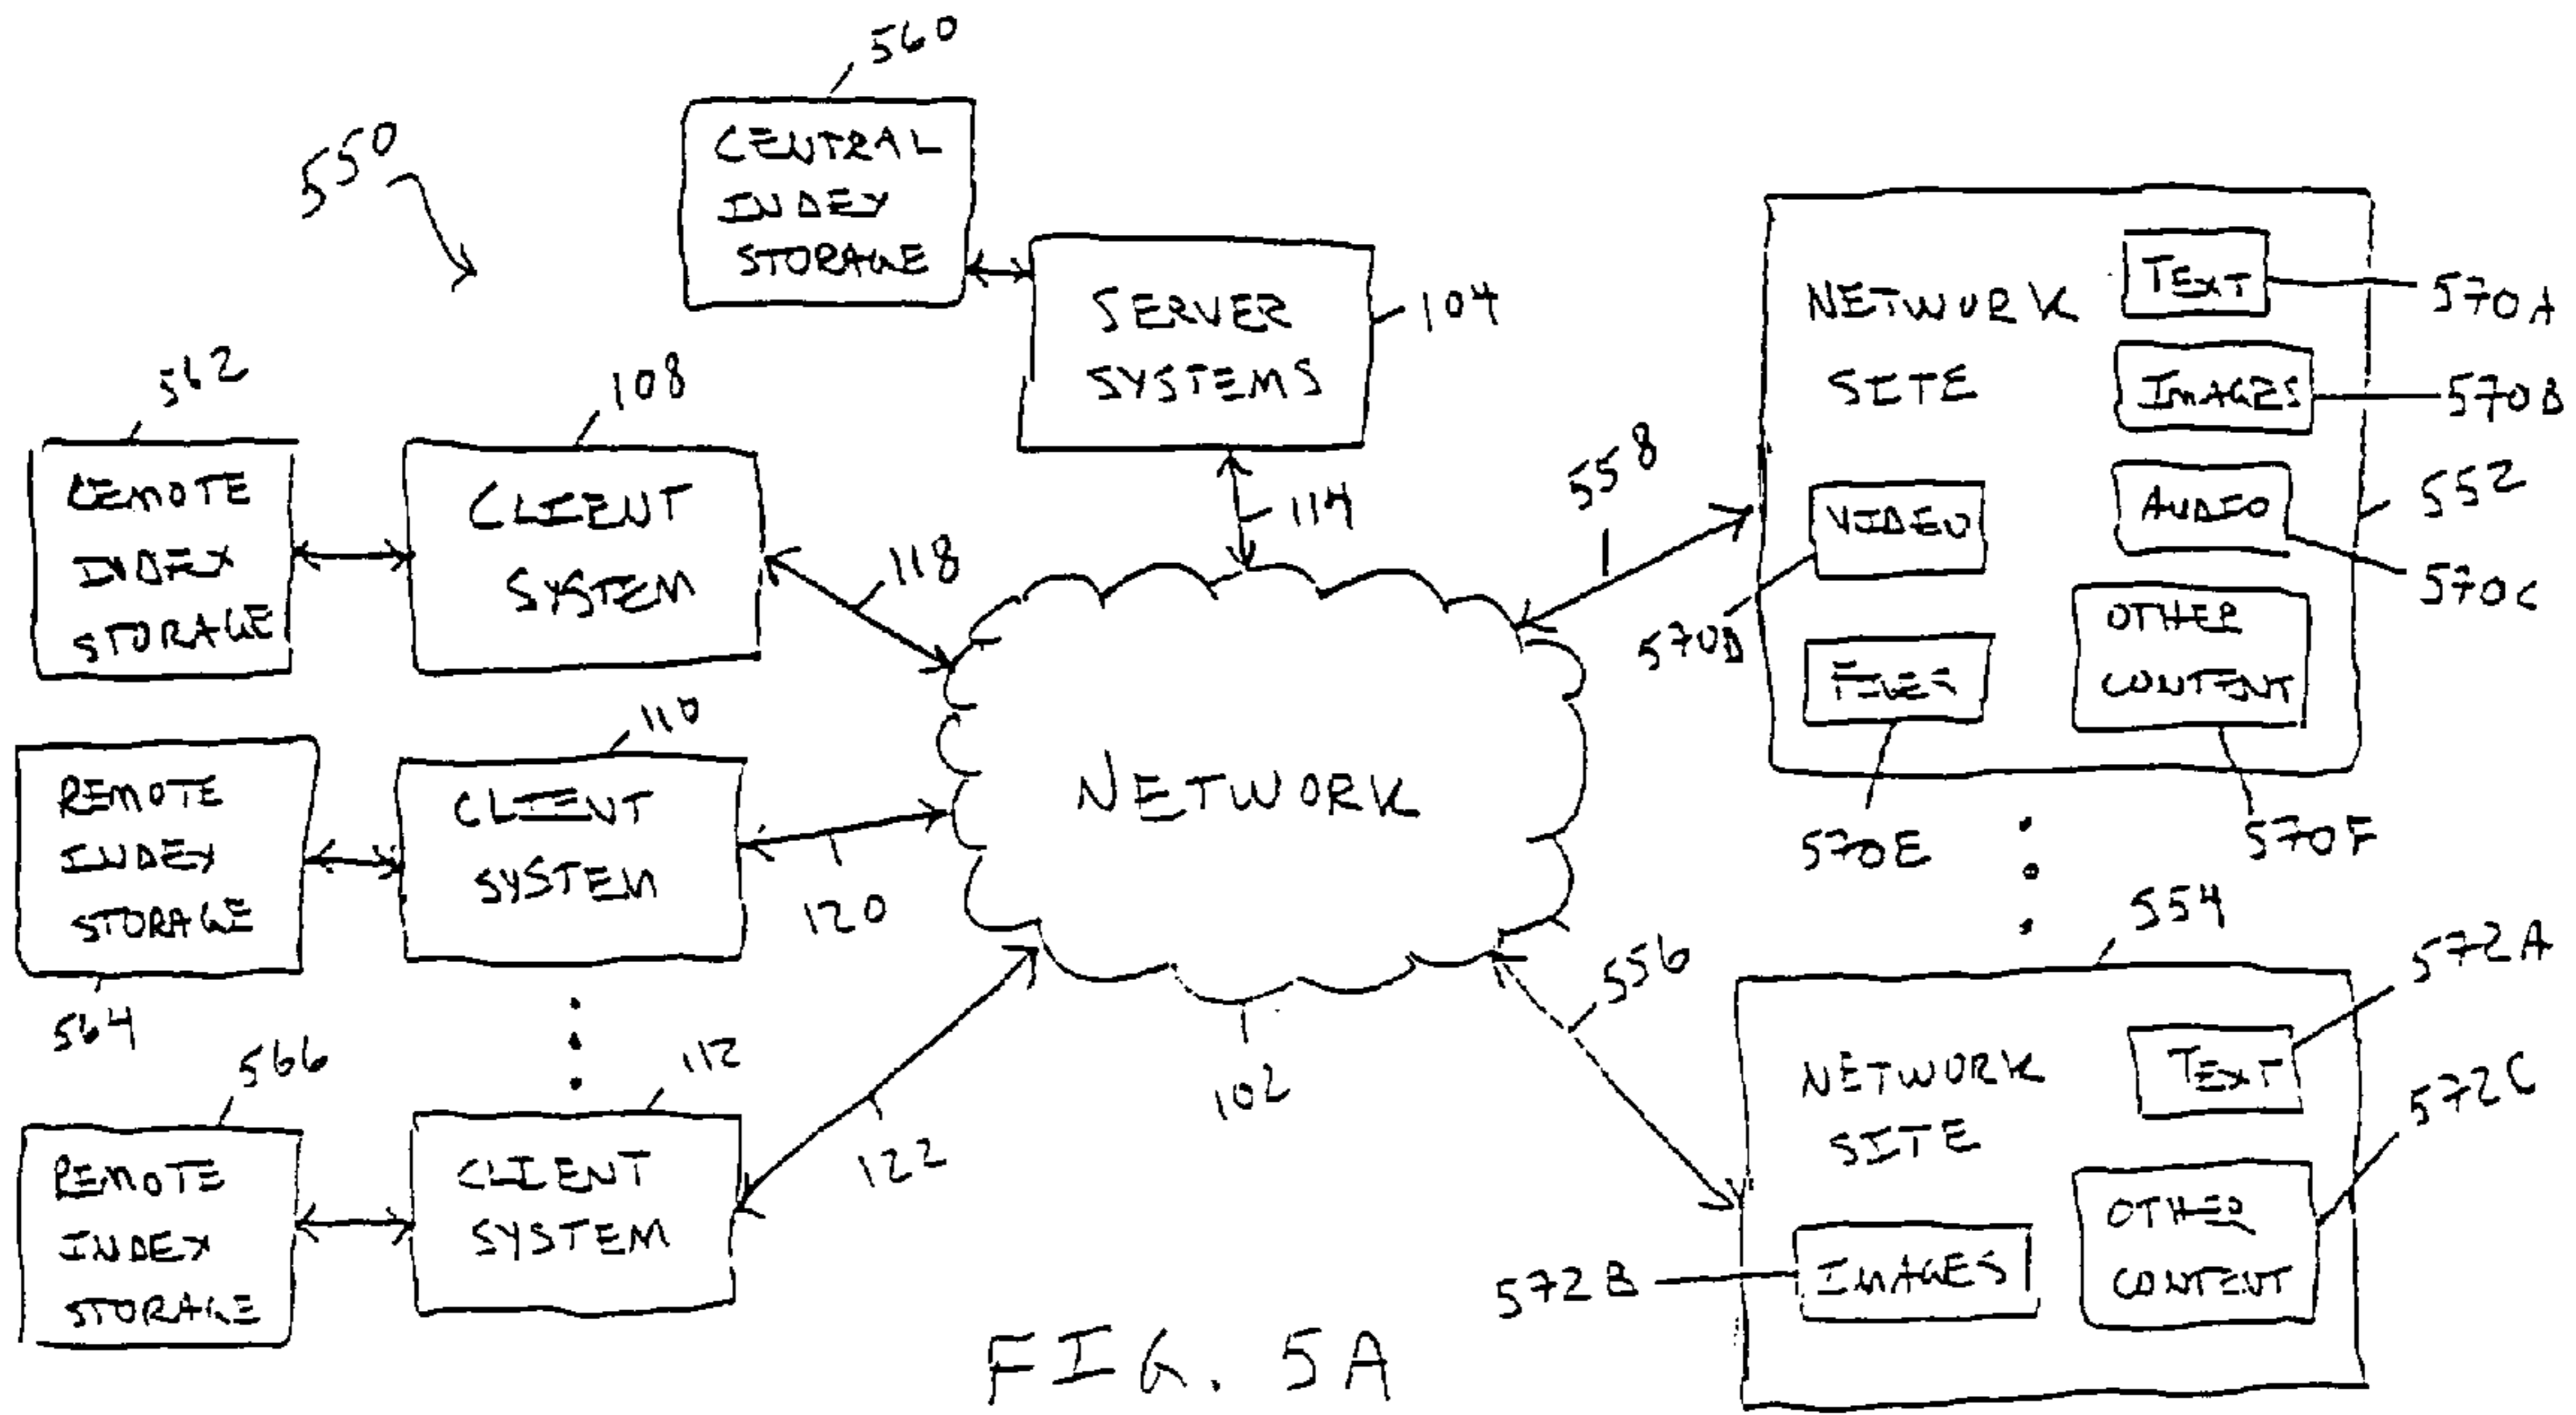 560
CENTRAL
INDEX
STORAGE
550
SERVER
SYSTEMS
104
562
REMOTE
INDEX
STORAGE
108
CLIENT
SYSTEM
118
114
558
NETWORK
SITE
TEXT
570A
IMAGES
570B
AUDIO
552
570C
VIDEO
570D
FILES
570E
OTHER
CONTENT
570F
REMOTE
INDEX
STORAGE
564
110
CLIENT
SYSTEM
120
NETWORK
102
566
REMOTE
INDEX
STORAGE
112
CLIENT
SYSTEM
122
556
554
NETWORK
SITE
TEXT
572A
572C
OTHER
CONTENT
572B
IMAGES
FIG. 5A